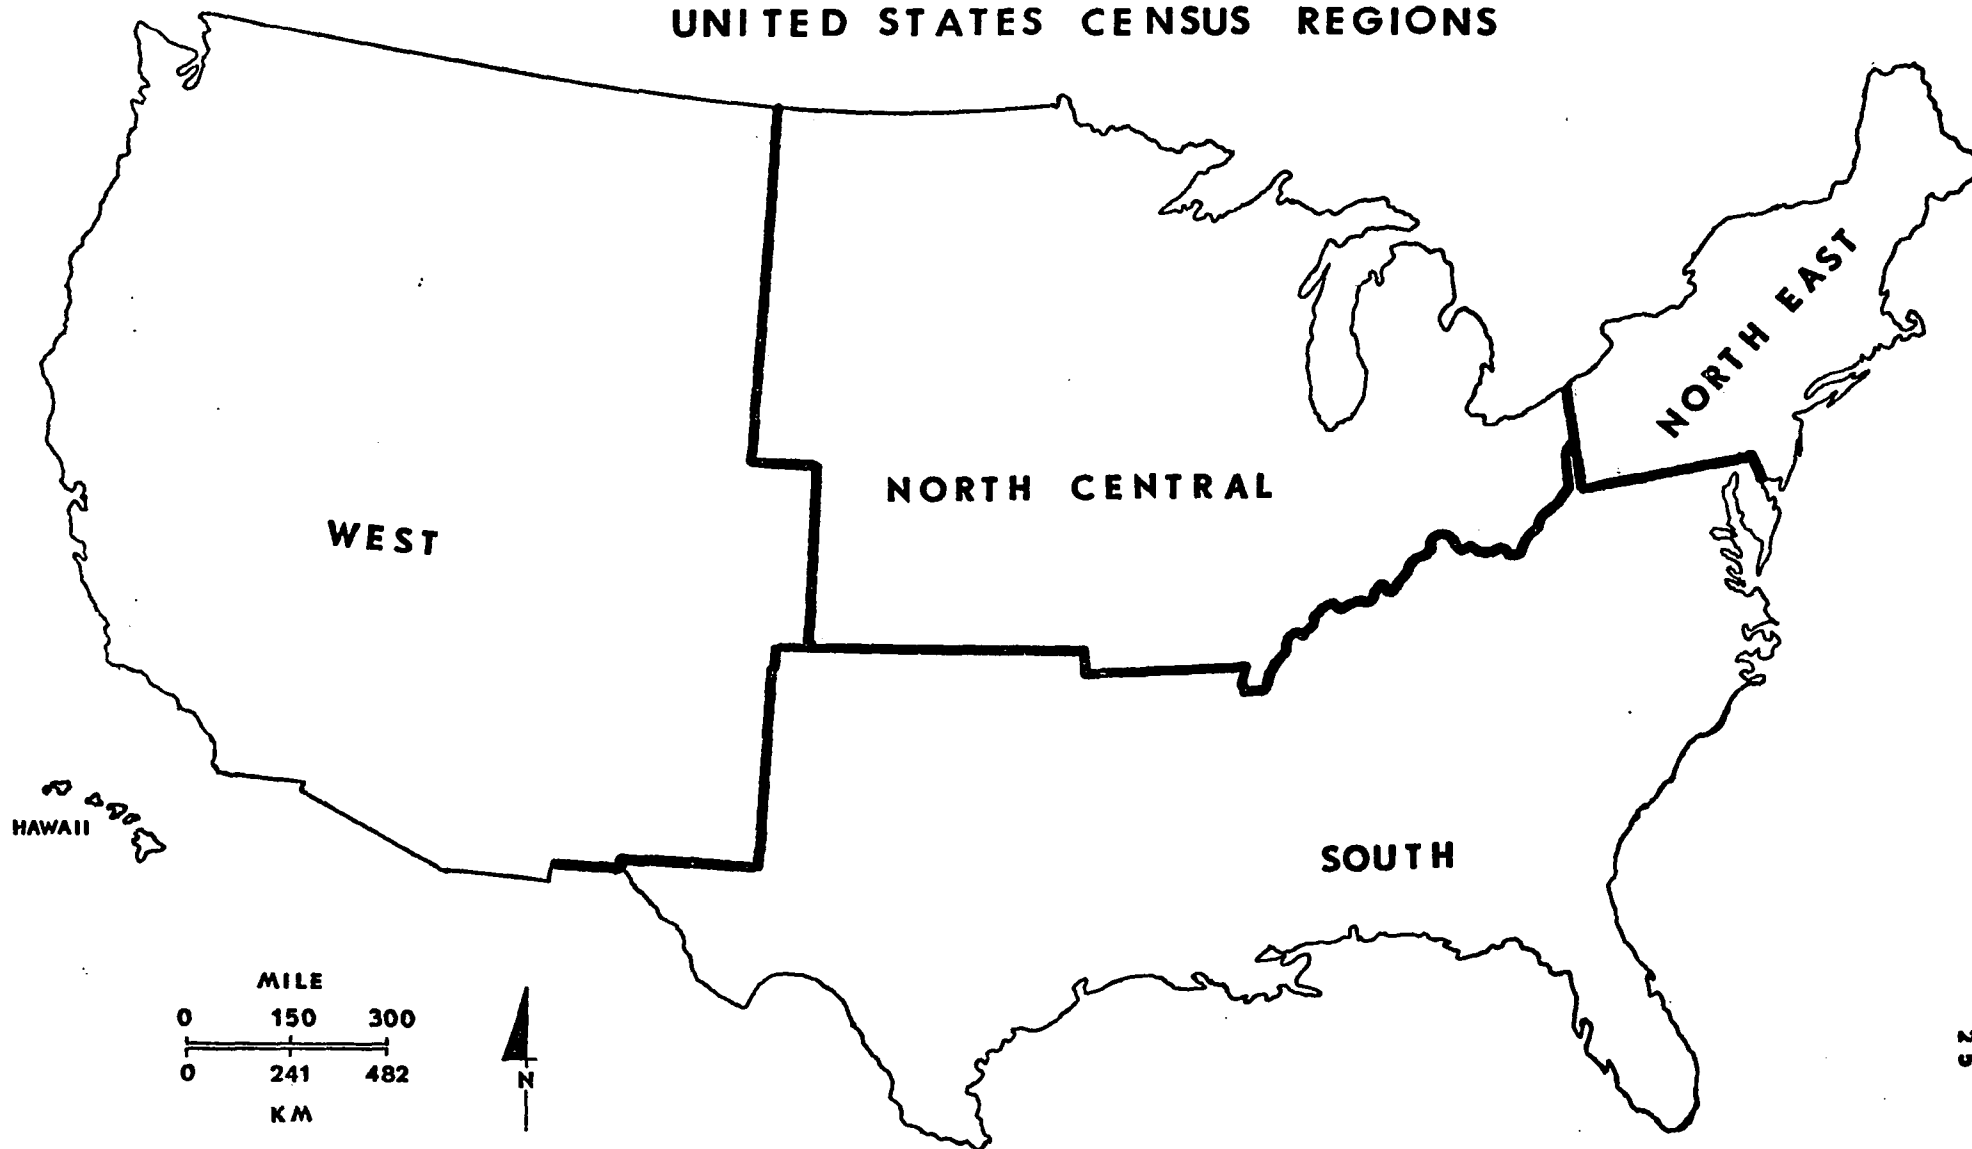 UNITED STATES CENSUS REGIONS
NORTH EAST
NORTH CENTRAL
WEST
SOUTH
HAWAII
MILE
0 150 300
0 241 482
KM
N